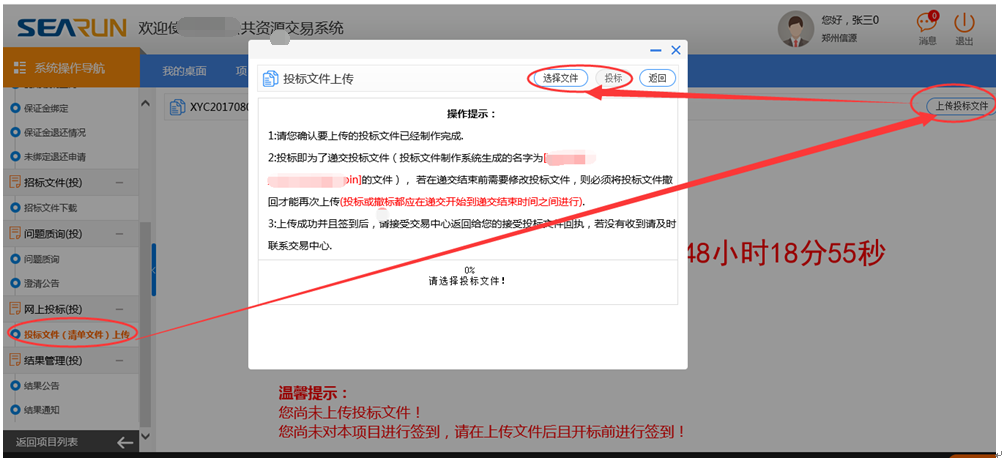 SEARUN
欢迎使 共资源交易系统
您好，张三0
郑州信源
0
消息
退出
系统操作导航
我的桌面
项
保证金绑定
保证金退还情况
未绑定退还申请
招标文件(投)
招标文件下载
问题质询(投)
问题质询
澄清公告
网上投标(投)
投标文件（清单文件）上传
结果管理(投)
结果公告
结果通知
返回项目列表
XYC2017080
上传投标文件
投标文件上传
选择文件
投标
返回
操作提示：
1:请您确认要上传的投标文件已经制作完成.
2:投标即为了递交投标文件（投标文件制作系统生成的名字为[
pin]的文件），若在递交结束前需要修改投标文件，则必须将投标文件撤
回才能再次上传(投标或撤标都应在递交开始到递交结束时间之间进行).
3:上传成功并且签到后，请接受交易中心返回给您的接受投标文件回执，若没有收到请及时
联系交易中心.
0%
请选择投标文件！
48小时18分55秒
温馨提示：
您尚未上传投标文件！
您尚未对本项目进行签到，请在上传文件后且开标前进行签到！